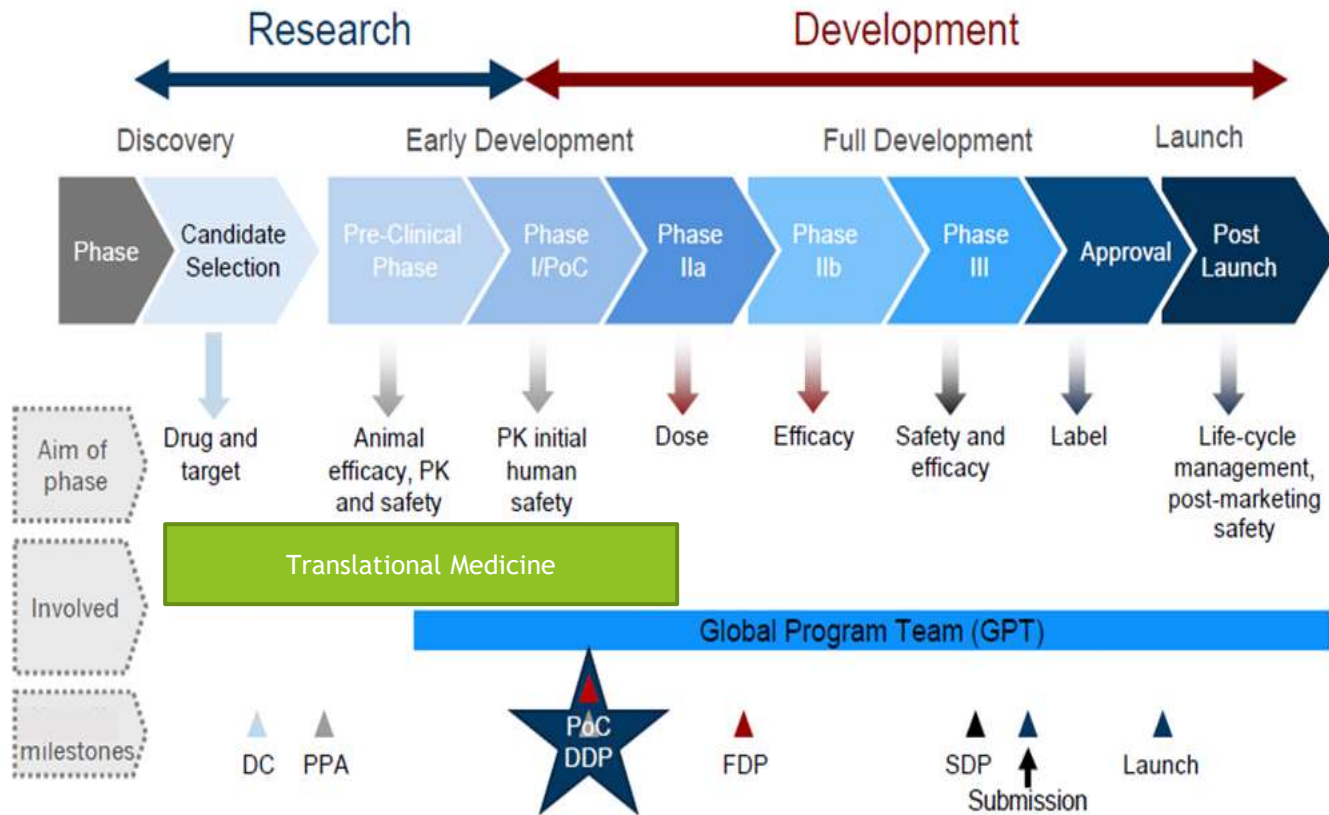 Research
Development
Discovery
Early Development
Full Development
Launch
Phase
Candidate
Selection
Pre-Clinical
Phase
Phase
I/PoC
Phase
IIa
Phase
IIb
Phase
III
Approval
Post
Launch
Aim of
phase
Drug and
target
Animal
efficacy, PK
and safety
PK initial
human
safety
Dose
Efficacy
Safety and
efficacy
Label
Life-cycle
management,
post-marketing
safety
Involved
Translational Medicine
Global Program Team (GPT)
milestones
DC
PPA
PoC
DDP
FDP
SDP
Submission
Launch